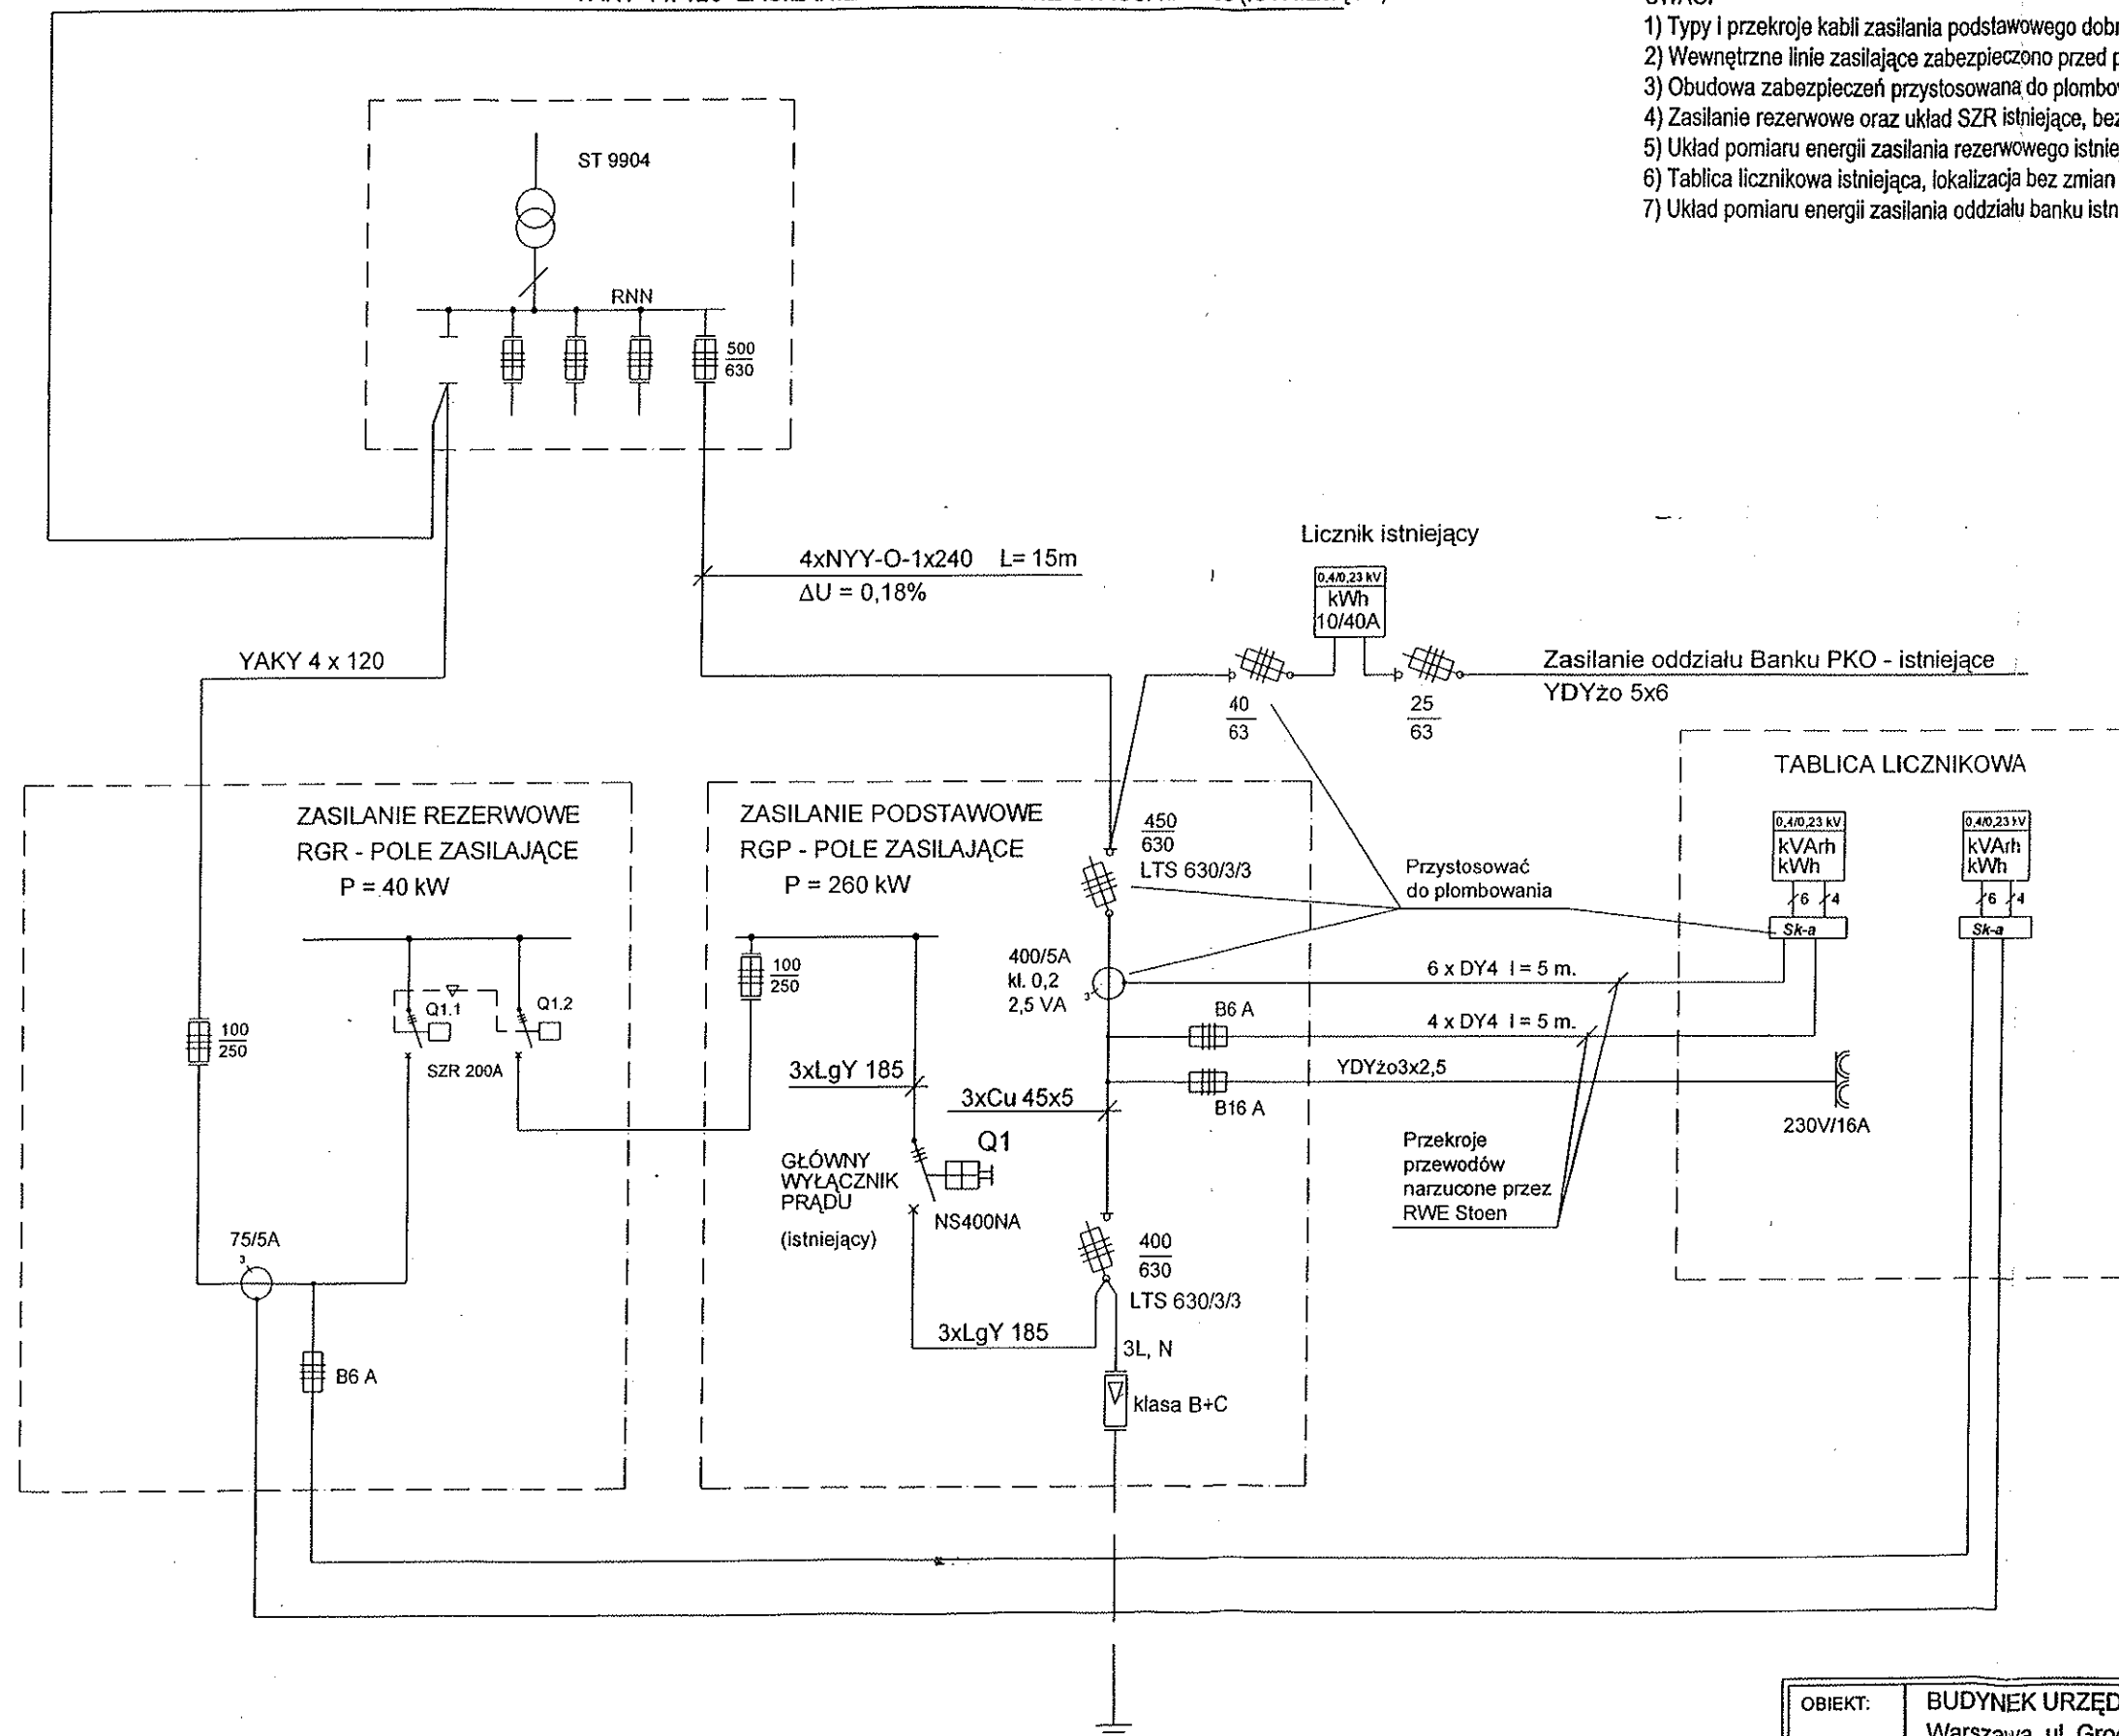 YAKY 4 x 120
1) Typy i przekroje kabli zasilania podstawowego
2) Wewnętrzne linie zasilające zabezpieczono przed
3) Obudowa zabezpieczeń przystosowana do
4) Zasilanie rezerwowe oraz układ SZR istniejące,
5) Układ pomiaru energii zasilania rezerwowego
6) Tablica licznikowa istniejąca, lokalizacja bez zmian
7) Układ pomiaru energii zasilania oddziału banku
ST 9904
RNN
500
630
4xNYY-O-1x240 L= 15m
ΔU = 0,18%
Licznik istniejący
0,4/0,23 kV
kWh
10/40A
YAKY 4 x 120
40
63
25
63
Zasilanie oddziału Banku PKO - istniejące
YDYżo 5x6
TABLICA LICZNIKOWA
0,4/0,23 kV
kVArh
kWh
6 4
Sk-a
0,4/0,23 kV
kVArh
kWh
6 4
Sk-a
ZASILANIE REZERWOWE
RGR - POLE ZASILAJĄCE
P = 40 kW
ZASILANIE PODSTAWOWE
RGP - POLE ZASILAJĄCE
P = 260 kW
450
630
LTS 630/3/3
Przystosować
do plombowania
100
250
Q1.1
Q1.2
SZR 200A
100
250
400/5A
kl. 0,2
2,5 VA
3
6 x DY4 l = 5 m.
B6 A
4 x DY4 l = 5 m.
YDYżo3x2,5
B16 A
230V/16A
3xLgY 185
3xCu 45x5
Q1
GŁÓWNY
WYŁĄCZNIK
PRĄDU
(istniejący)
NS400NA
Przekroje
przewodów
narzucone przez
RWE Stoen
75/5A
3
400
630
LTS 630/3/3
3xLgY 185
3L, N
B6 A
klasa B+C
OBIEKT:
BUDYNEK
Warszawa, ul.